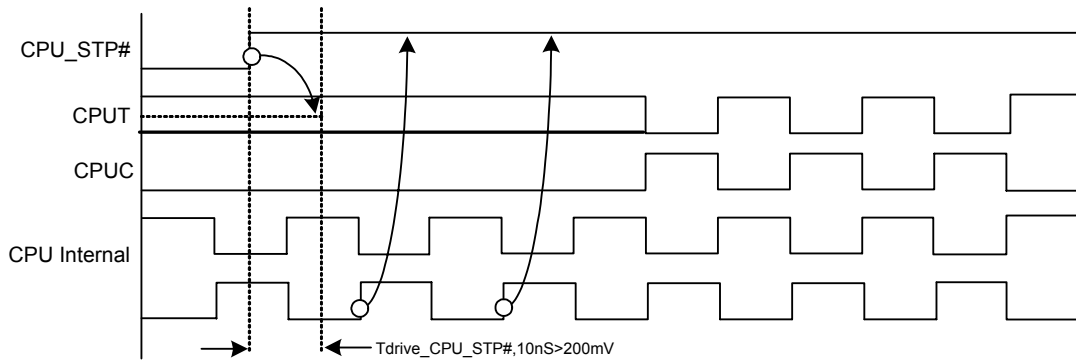 CPU_STP#
CPUT
CPUC
CPU Internal
Tdrive_CPU_STP#,10nS>200mV